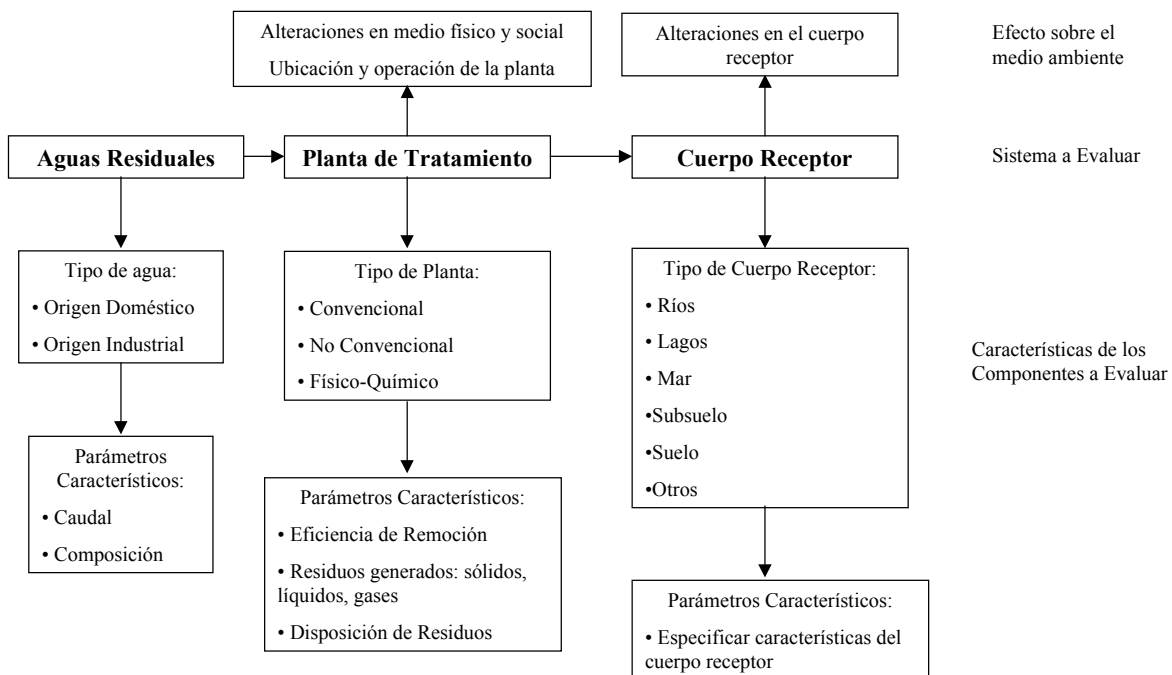 Alteraciones en medio físico y social
Ubicación y operación de la planta
Alteraciones en el cuerpo
receptor
Efecto sobre el
medio ambiente
Aguas Residuales
Planta de Tratamiento
Cuerpo Receptor
Sistema a Evaluar
Tipo de agua:
• Origen Doméstico
• Origen Industrial
Tipo de Planta:
• Convencional
• No Convencional
• Físico-Químico
Tipo de Cuerpo Receptor:
• Ríos
• Lagos
• Mar
•Subsuelo
•Suelo
•Otros
Características de los
Componentes a Evaluar
Parámetros
Característicos:
• Caudal
• Composición
Parámetros Característicos:
• Eficiencia de Remoción
• Residuos generados: sólidos,
líquidos, gases
• Disposición de Residuos
Parámetros Característicos:
• Especificar características del
cuerpo receptor